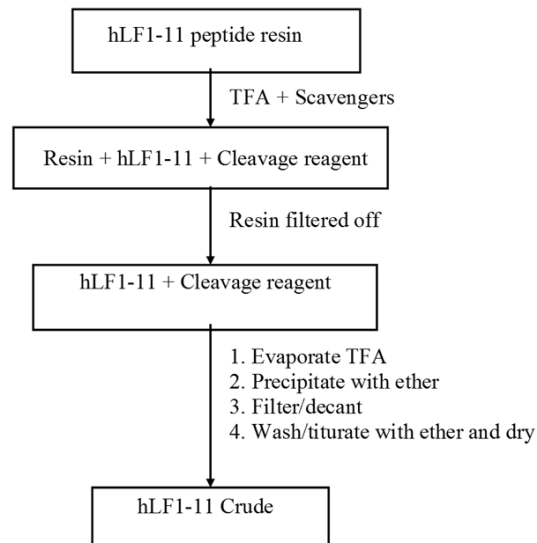 hLF1-11 peptide resin
TFA + Scavengers
Resin + hLF1-11 + Cleavage reagent
Resin filtered off
hLF1-11 + Cleavage reagent
1. Evaporate TFA
2. Precipitate with ether
3. Filter/decant
4. Wash/titurate with ether and dry
hLF1-11 Crude